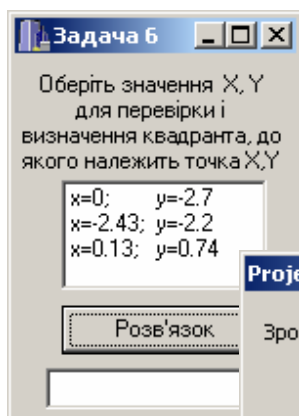 Задача 6
Оберіть значення X, Y
для перевірки і
визначення квадранта, до
якого належить точка X,Y
x=0; y=-2.7
x=-2.43; y=-2.2
x=0.13; y=0.74
Proje
Розв'язок
Зро